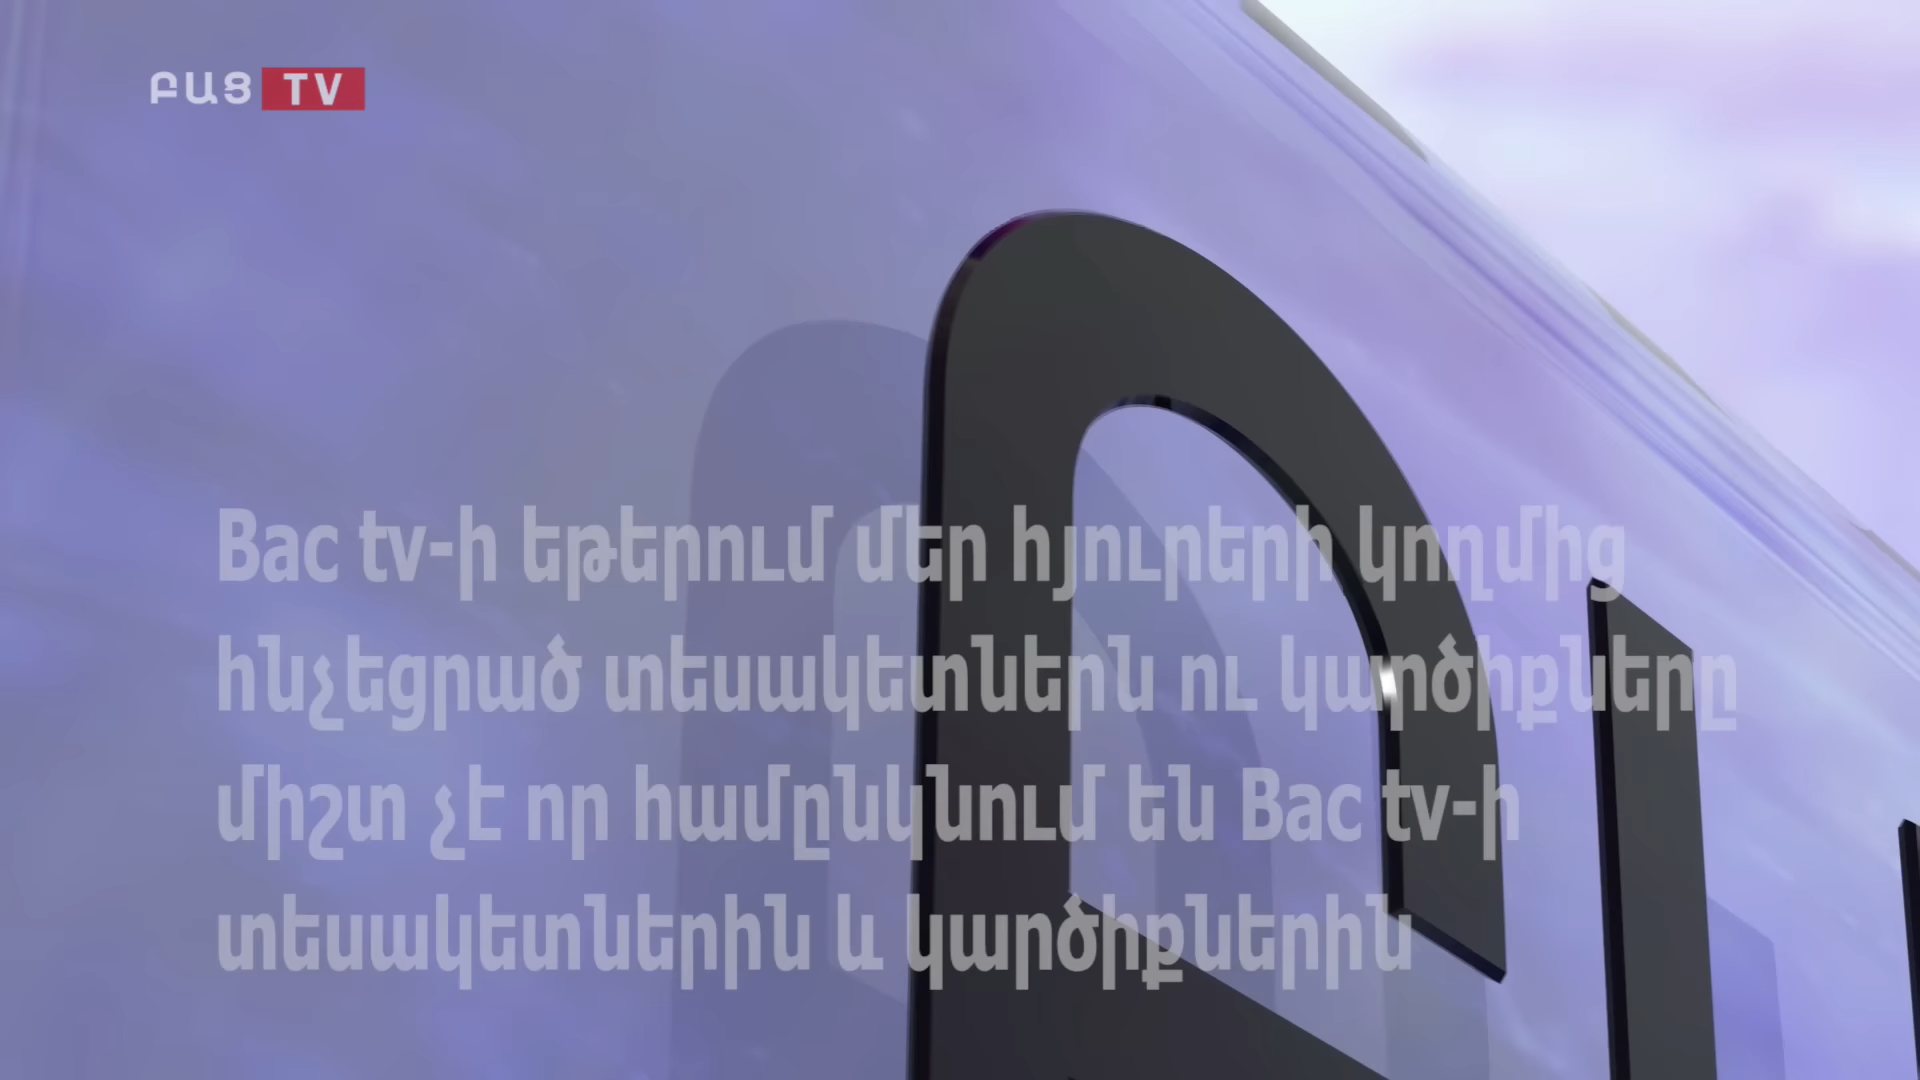 ԲԱՑ TV
Bac tv-ի եթերում մեր հյուրերի կողմից
հնչեցրած տեսակետներն ու կարծիքները
միշտ չէ որ համընկնում են Bac tv-ի
տեսակետներին և կարծիքներին